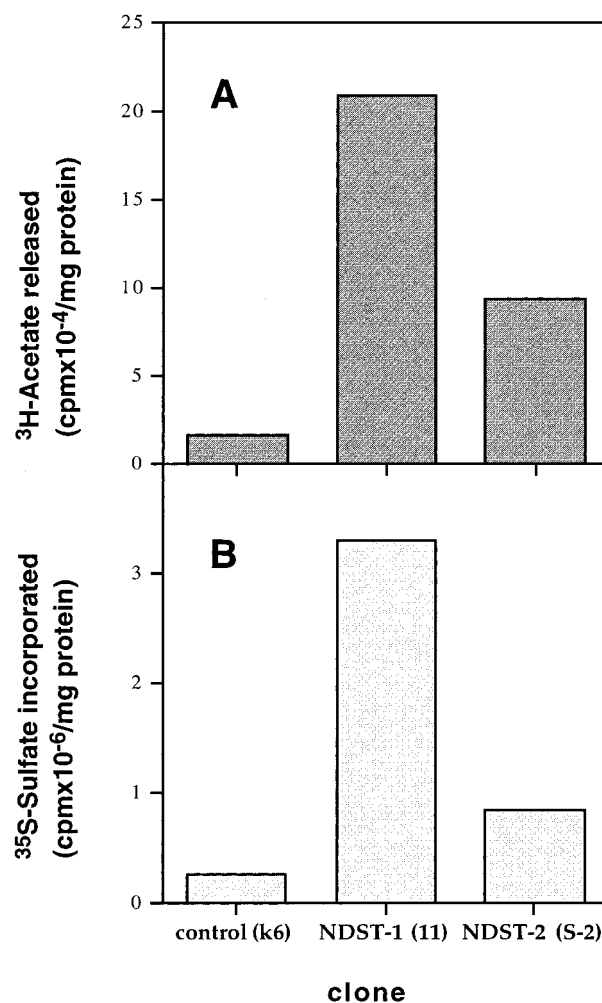 25
20
15
10
5
0
A
³H-Acetate released
(cpmx10⁻⁴/mg protein)
3
2
1
0
B
³⁵S-Sulfate incorporated
(cpmx10⁻⁶/mg protein)
control (k6) NDST-1 (11) NDST-2 (S-2)
clone